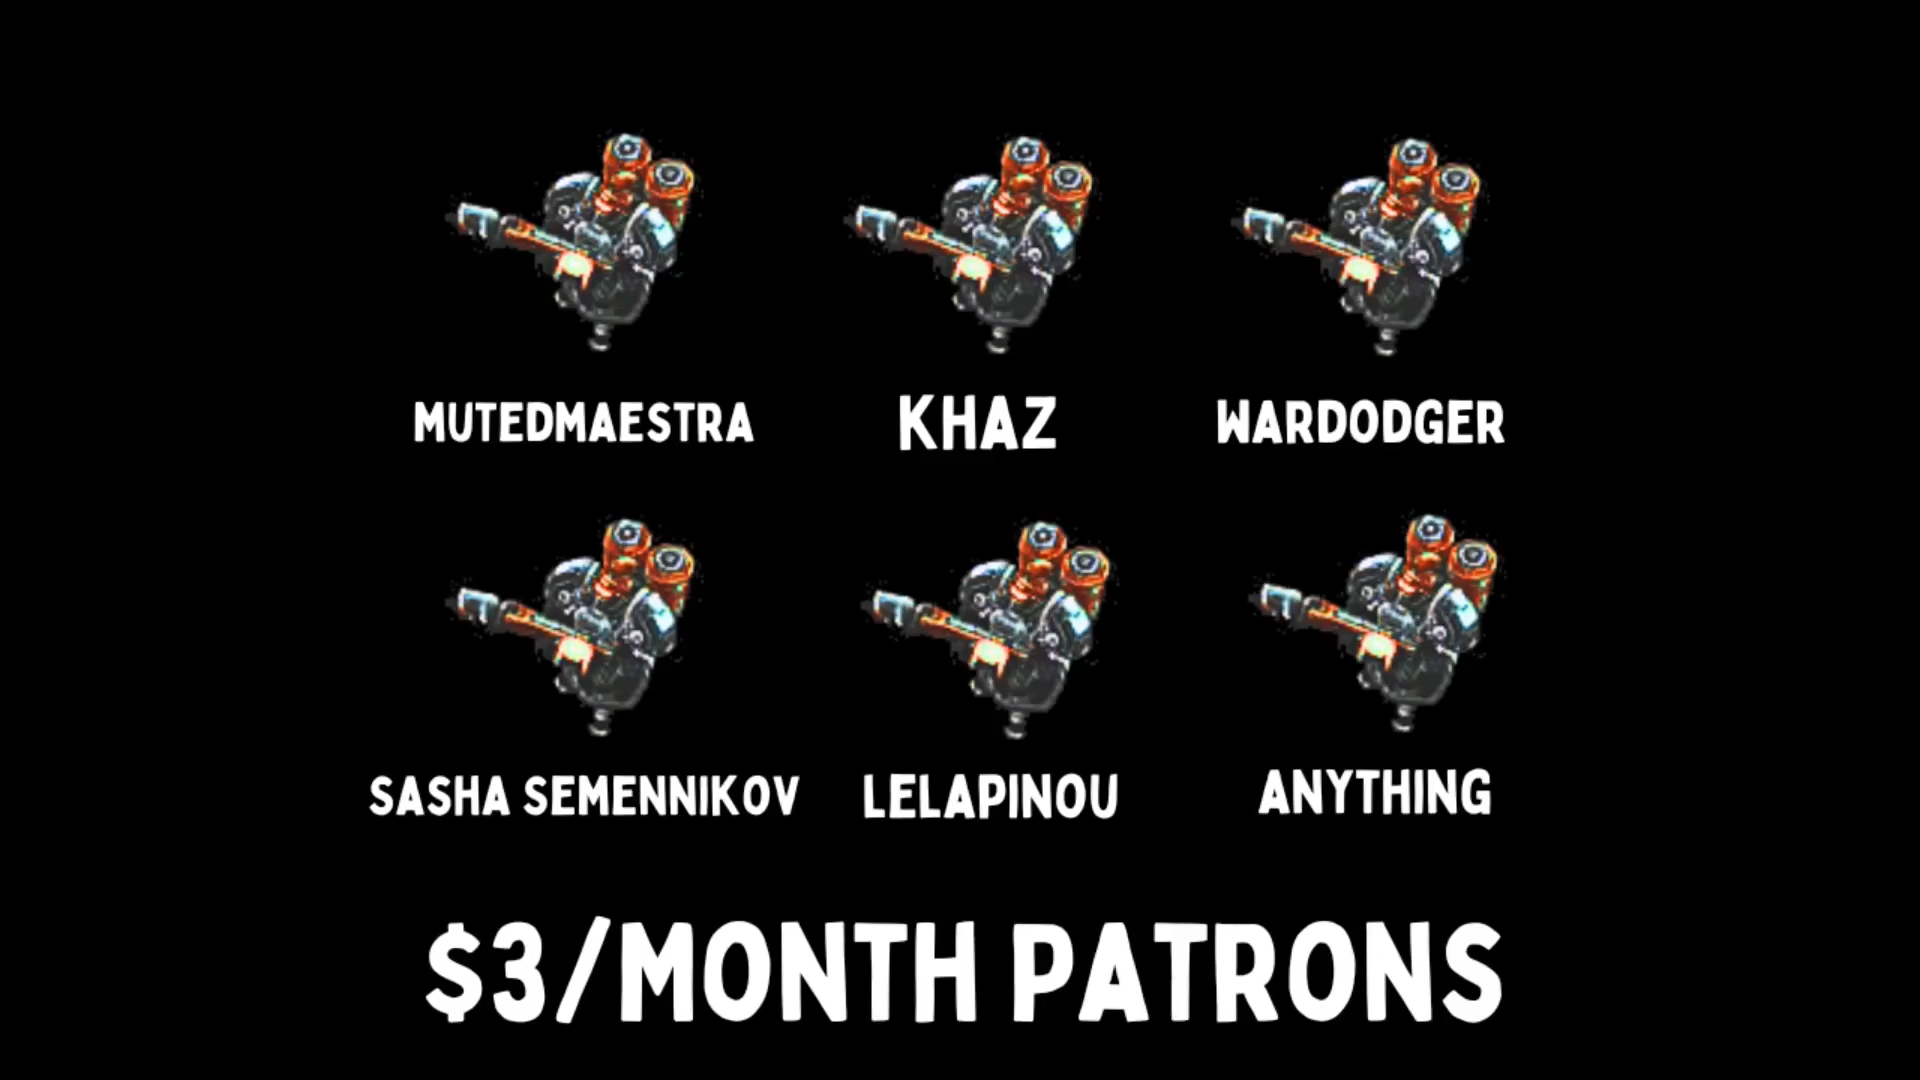 MUTEDMAESTRA
KHAZ
WARDODGER
SASHA SEMENNIKOV
LELAPINOU
ANYTHING
$3/MONTH PATRONS